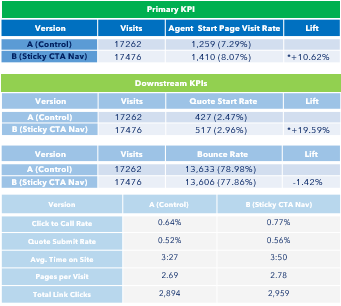 Primary KPI
Version Visits Agent Start Page Visit Rate Lift
A (Control) 17262 1,259 (7.29%)
B (Sticky CTA Nav) 17476 1,410 (8.07%) *+10.62%
Downstream KPIs
Version Visits Quote Start Rate Lift
A (Control) 17262 427 (2.47%)
B (Sticky CTA Nav) 17476 517 (2.96%) *+19.59%
Version Visits Bounce Rate Lift
A (Control) 17262 13,633 (78.98%)
B (Sticky CTA Nav) 17476 13,606 (77.86%) -1.42%
Version A (Control) B (Sticky CTA Nav)
Click to Call Rate 0.64% 0.77%
Quote Submit Rate 0.52% 0.56%
Avg. Time on Site 3:27 3:50
Pages per Visit 2.69 2.78
Total Link Clicks 2,894 2,959